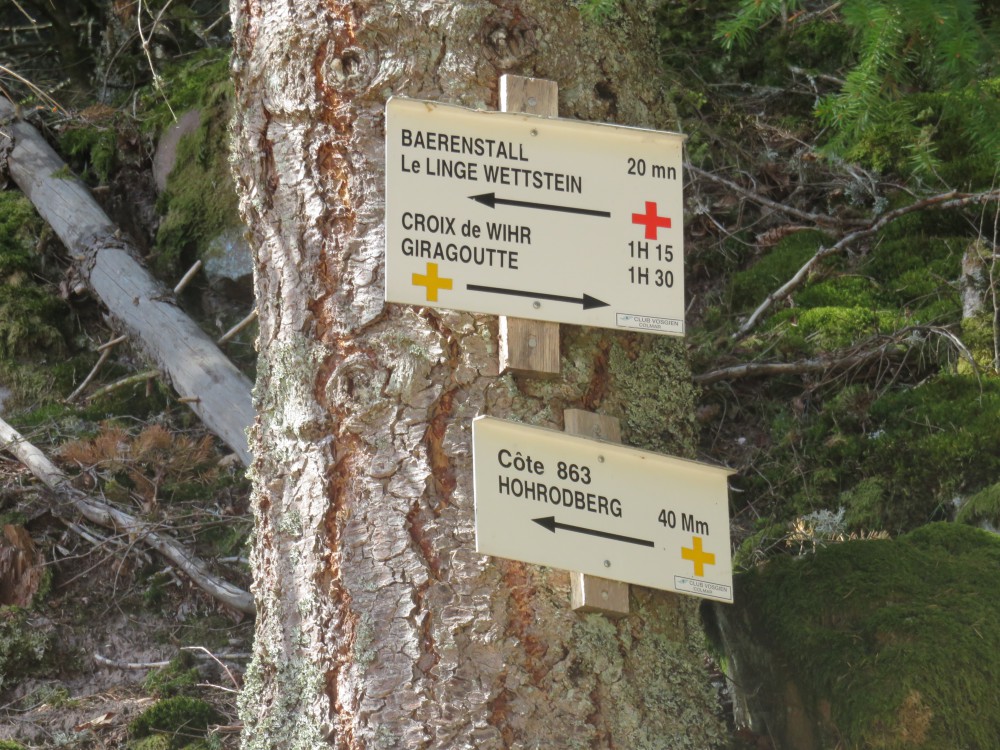 BAERENSTALL 20 mn
Le LINGE WETTSTEIN
CROIX de WIHR 1H 15
GIRAGOUTTE 1H 30
CLUB VOSGIEN
COLMAR
Côte 863
HOHRODBERG 40 Mm
CLUB VOSGIEN
COLMAR